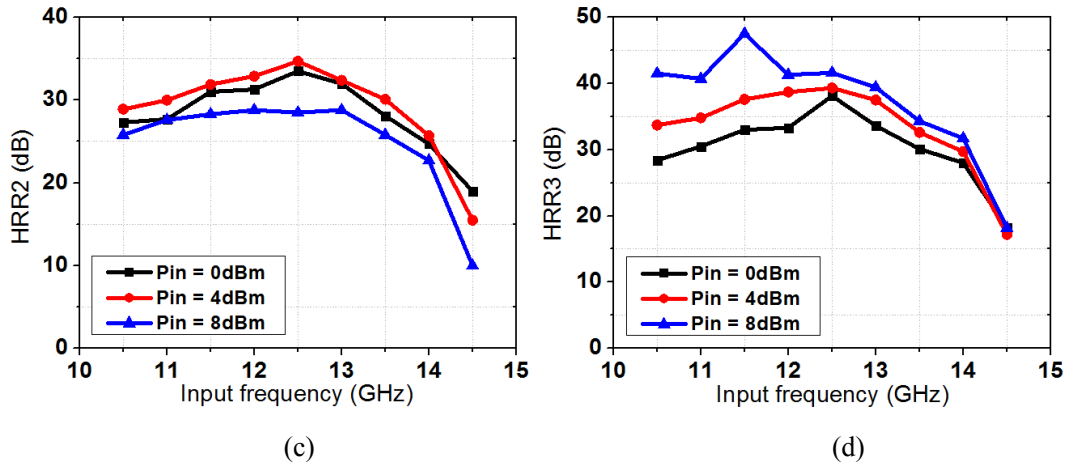 40
30
20
10
0
HRR2 (dB)
Pin = 0dBm
Pin = 4dBm
Pin = 8dBm
10 11 12 13 14 15
Input frequency (GHz)
(c)
50
40
30
20
10
0
HRR3 (dB)
Pin = 0dBm
Pin = 4dBm
Pin = 8dBm
10 11 12 13 14 15
Input frequency (GHz)
(d)